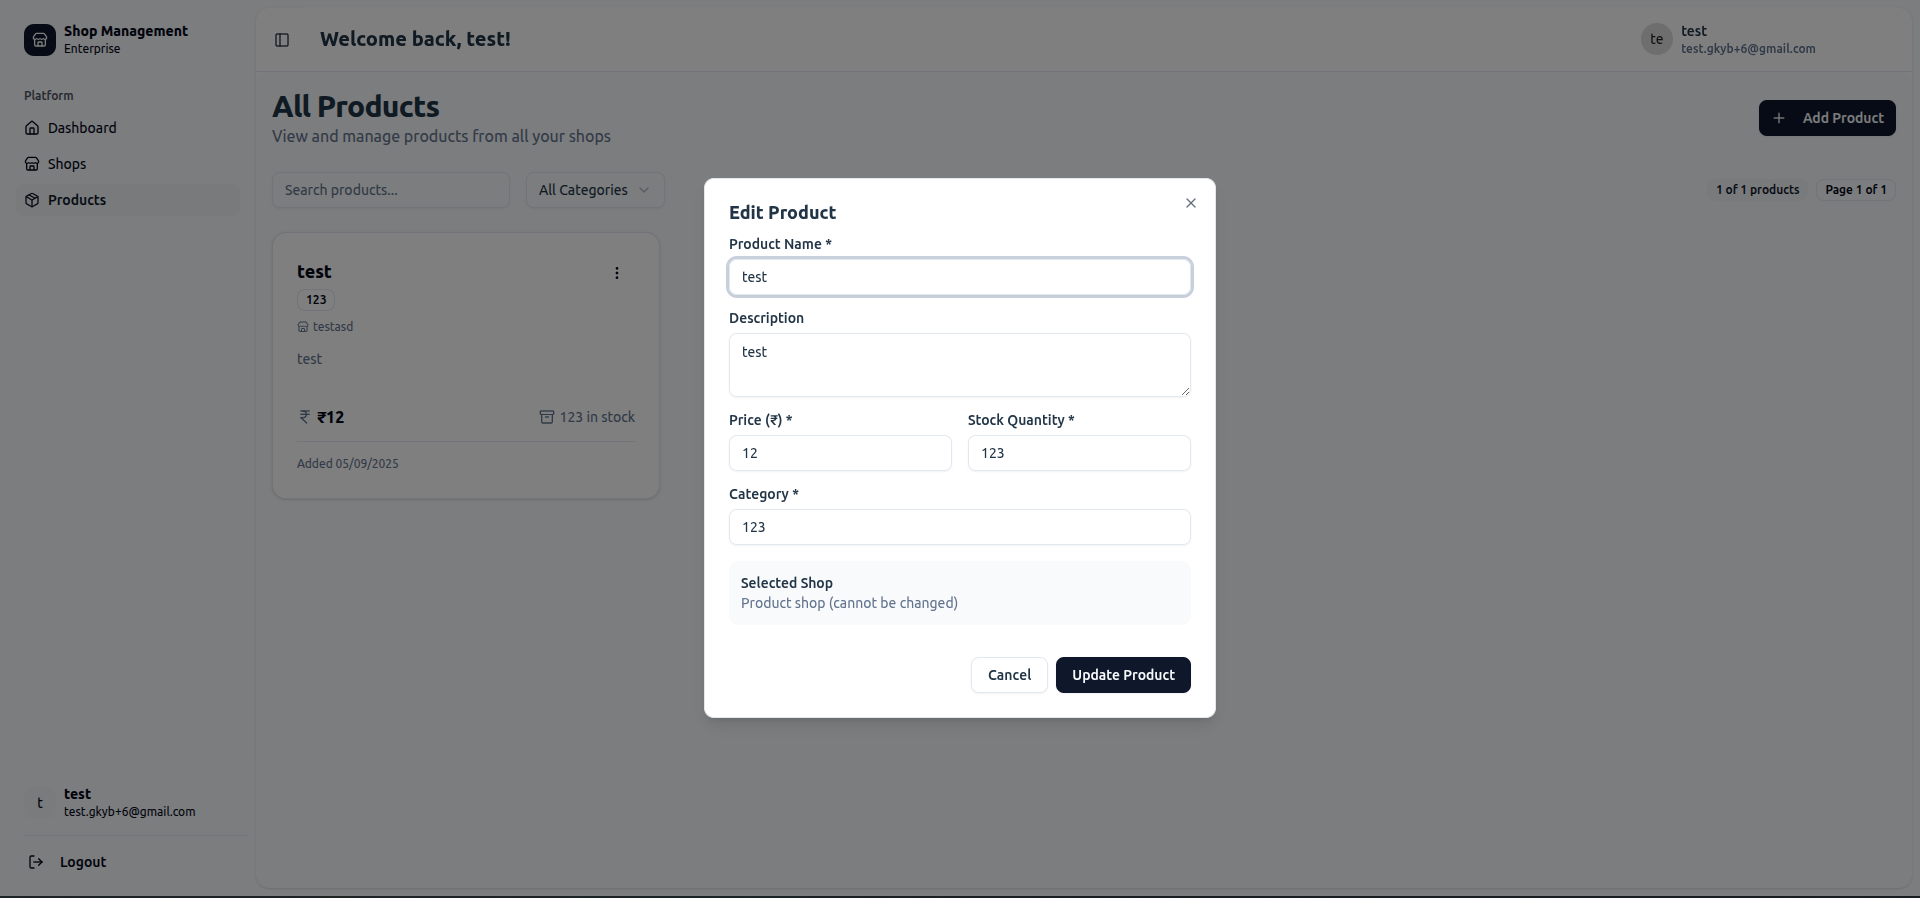 Shop Management
Enterprise
Platform
Dashboard
Shops
Products
test
test.gkyb+6@gmail.com
Logout
Welcome back, test!
te
test
test.gkyb+6@gmail.com
All Products
View and manage products from all your shops
+ Add Product
Search products...
All Categories
1 of 1 products
Page 1 of 1
test
123
testasd
test
₹ ₹12
123 in stock
Added 05/09/2025
Edit Product
Product Name *
test
Description
test
Price (₹) *
Stock Quantity *
12
123
Category *
123
Selected Shop
Product shop (cannot be changed)
Cancel
Update Product
t